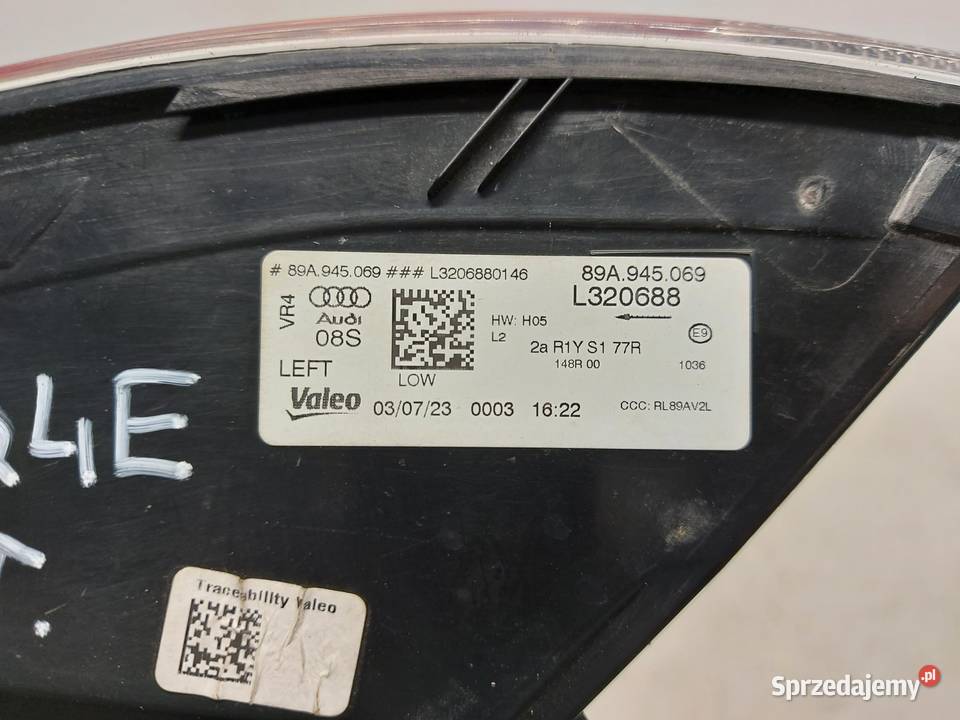 # 89A.945.069 ### L3206880146
89A.945.069
L320688
VR4
Audi
08S
HW: H05
L2
2a R1Y S1 77R
148R 00
E9
1036
LEFT
LOW
Valeo
03/07/23 0003 16:22
CCC: RL89AV2L
R4E
T.
Traceability Valeo
Sprzedajemy.pl